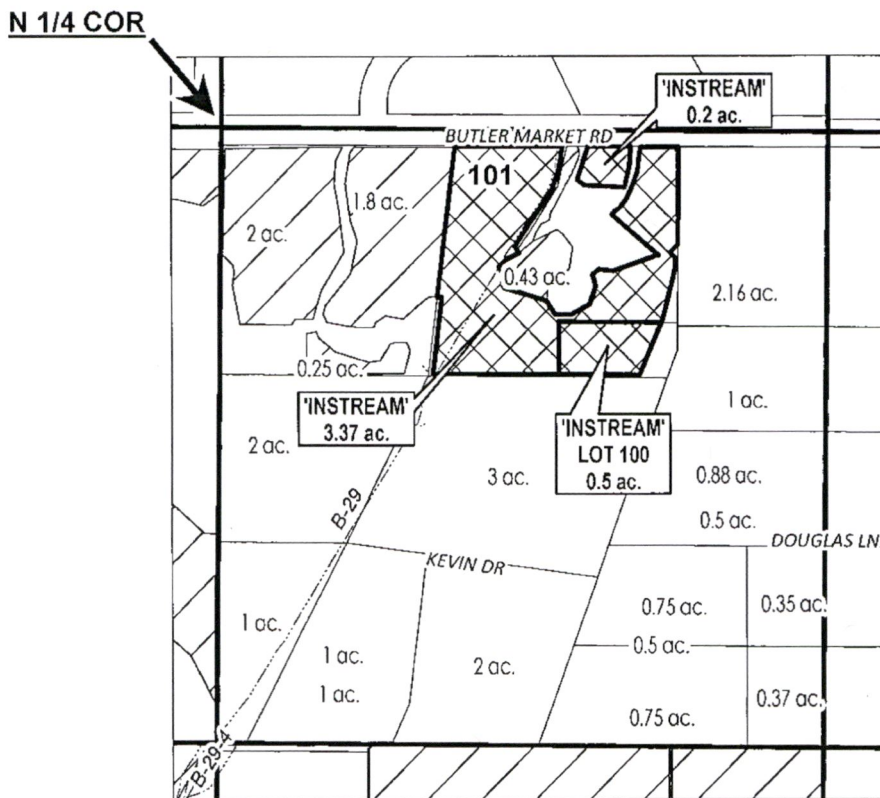 N 1/4 COR
'INSTREAM'
0.2 ac.
BUTLER MARKET RD
101
1.8 ac.
2 ac.
0.43 ac.
2.16 ac.
0.25 ac.
'INSTREAM'
3.37 ac.
'INSTREAM'
LOT 100
0.5 ac.
1 ac.
2 ac.
3 ac.
0.88 ac.
B-29
0.5 ac.
DOUGLAS LN
KEVIN DR
0.75 ac.
0.35 ac.
1 ac.
0.5 ac.
1 ac.
2 ac.
1 ac.
0.37 ac.
0.75 ac.
B-29-4